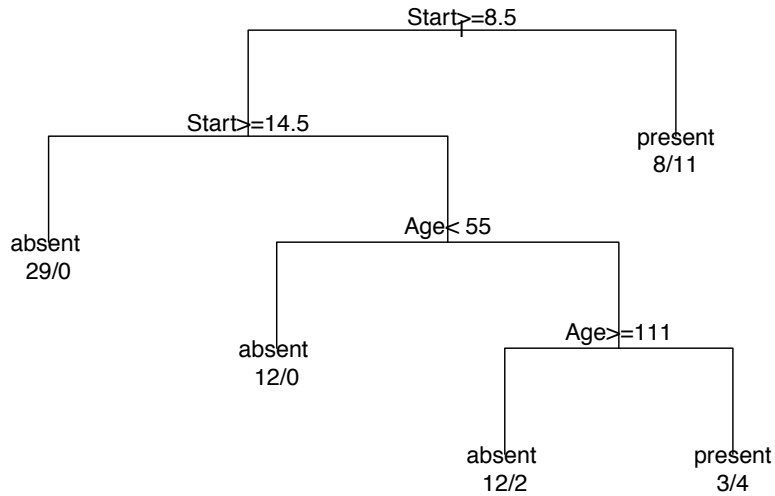 Start>=8.5
Start>=14.5
present
8/11
Age< 55
absent
29/0
Age>=111
absent
12/0
absent
12/2
present
3/4